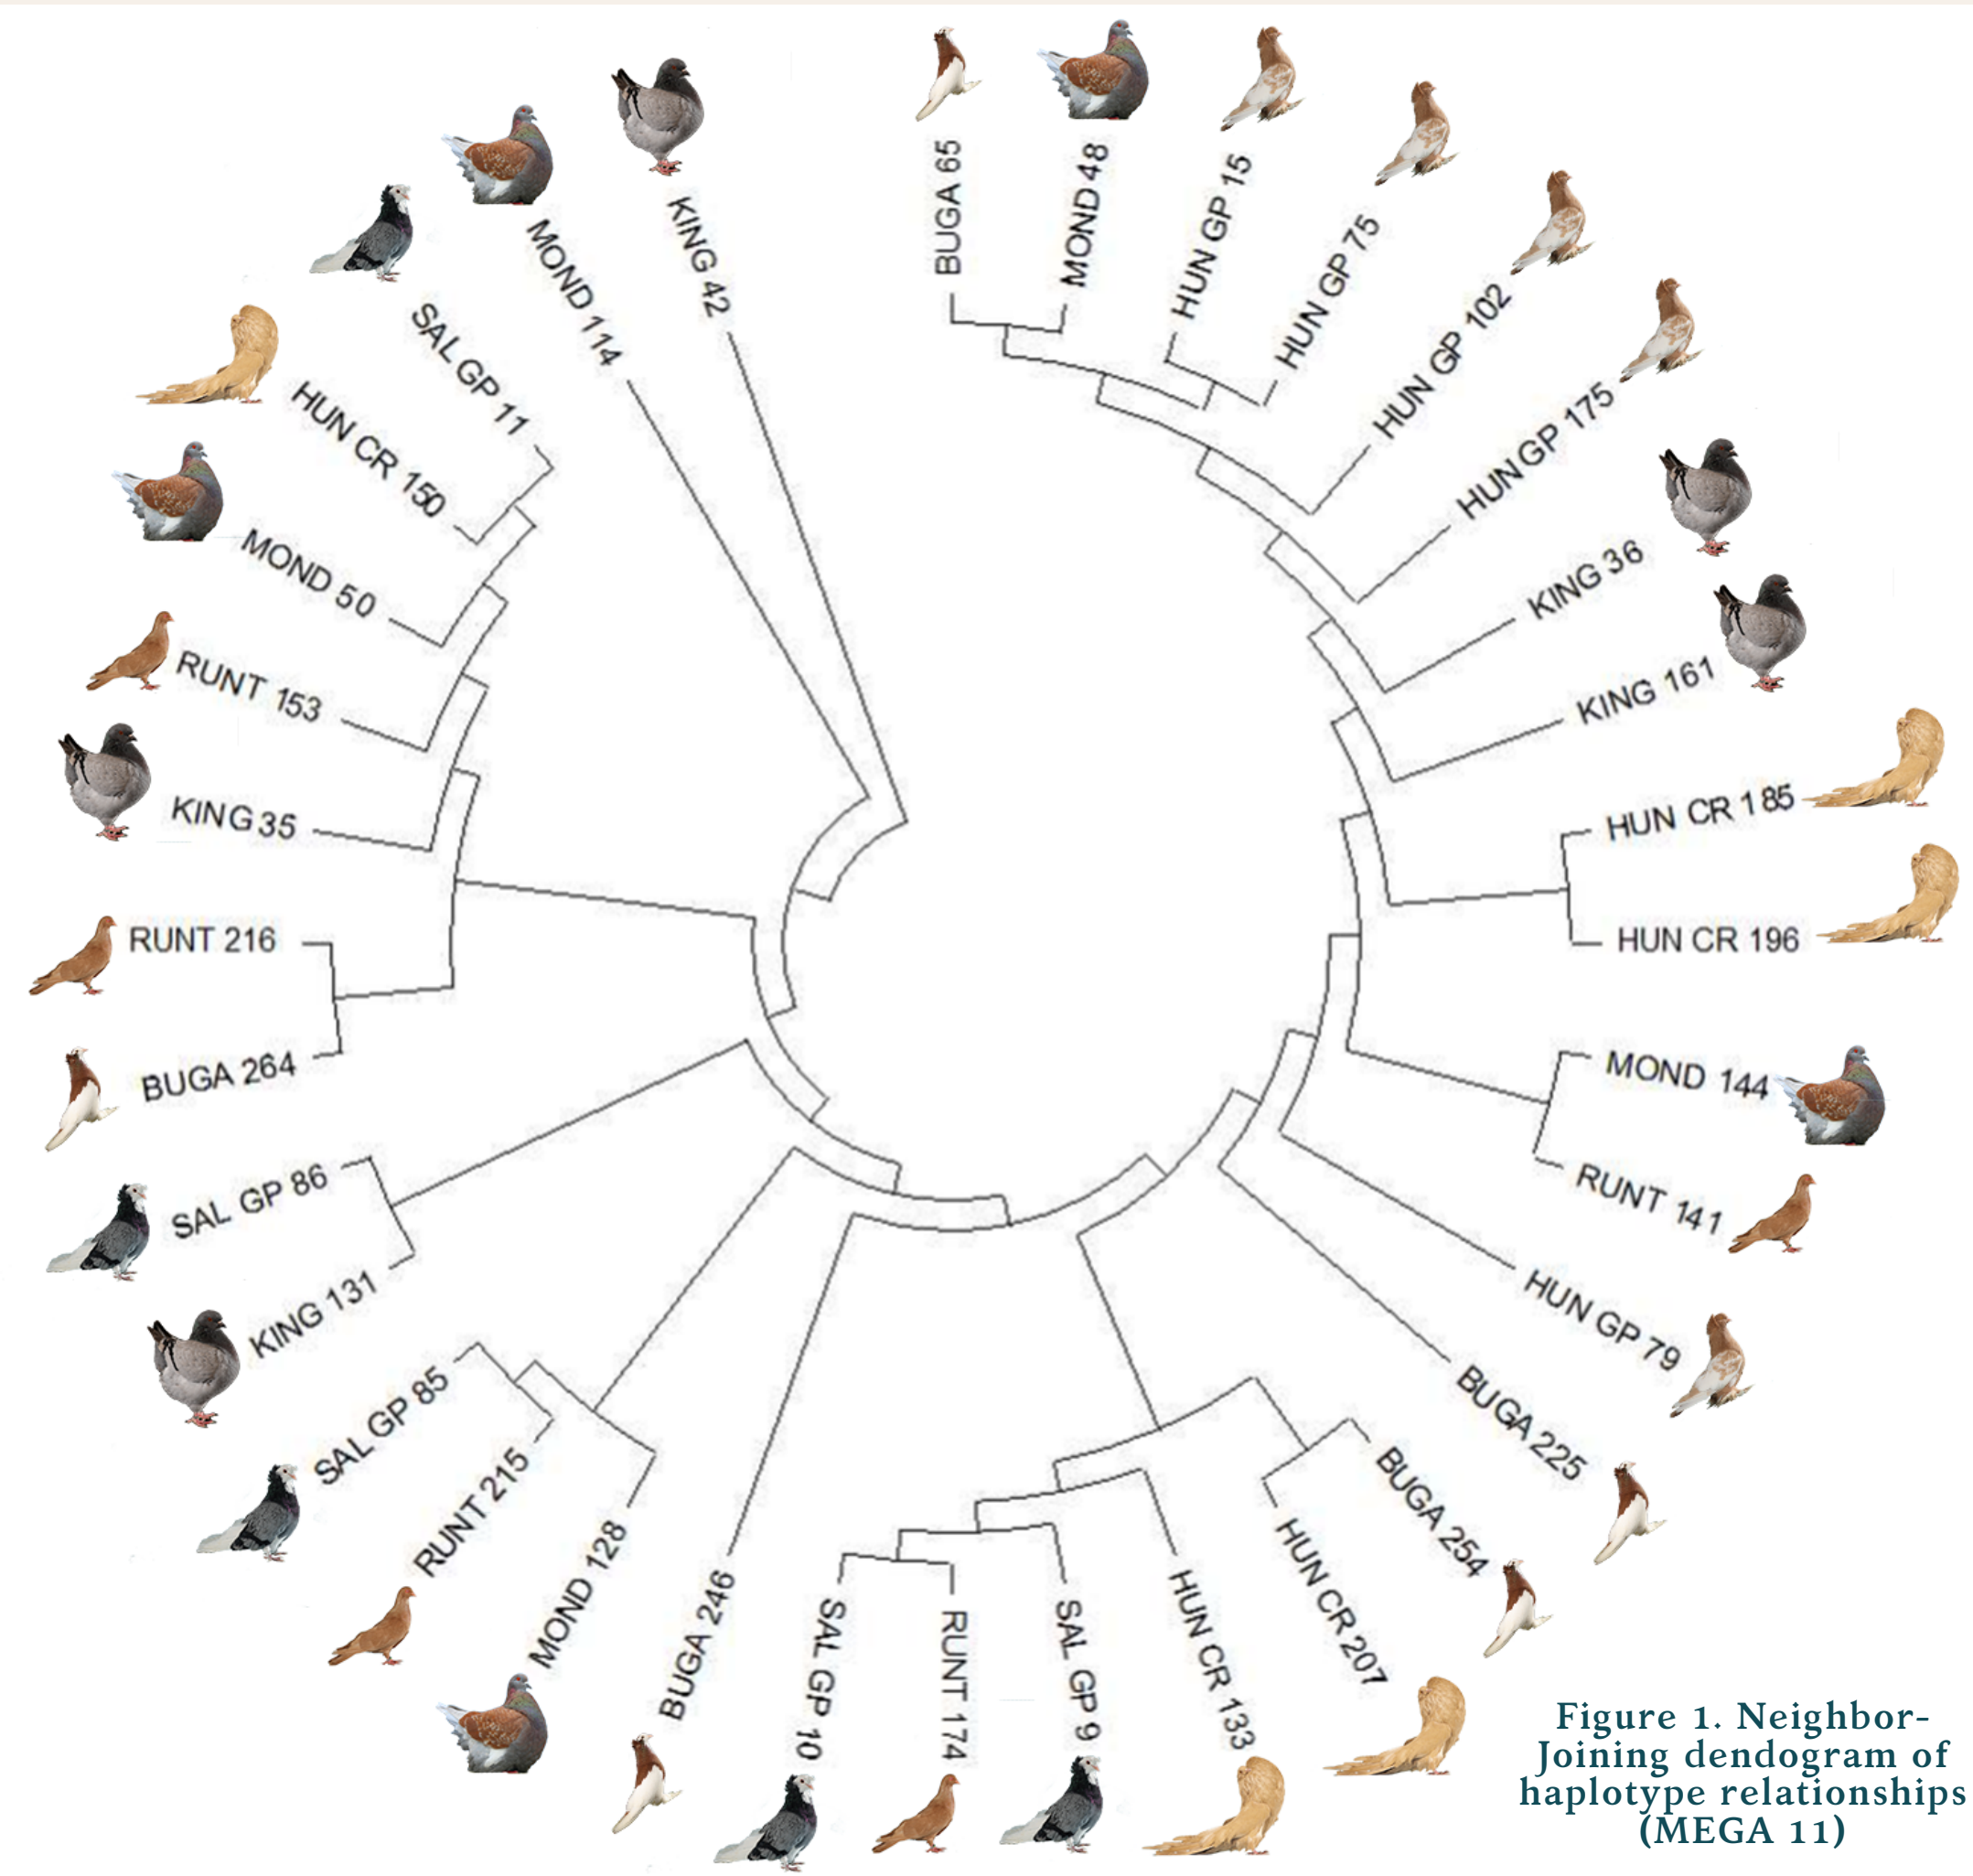 BUGA 65
MOND 48
HUN GP 15
HUN GP 75
HUN GP 102
HUN GP 175
KING 36
KING 161
HUN CR 185
HUN CR 196
MOND 144
RUNT 141
HUN GP 79
BUGA 225
BUGA 254
HUN CR 207
HUN CR 133
SAL GP 9
RUNT 174
SAL GP 10
BUGA 246
MOND 128
RUNT 215
SAL GP 85
KING 131
SAL GP 86
BUGA 264
RUNT 216
KING 35
RUNT 153
MOND 50
HUN CR 150
SAL GP 11
MOND 114
KING 42
Figure 1. Neighbor-
Joining dendogram of
haplotype relationships
(MEGA 11)